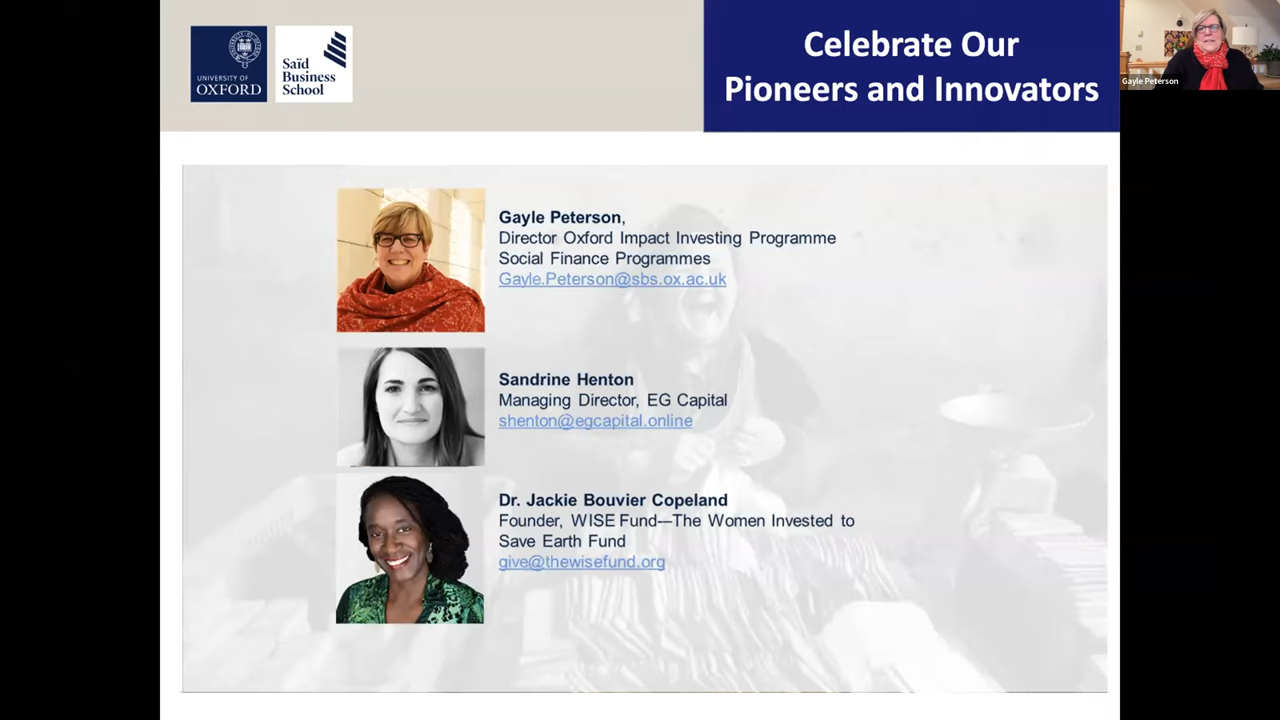 UNIVERSITY OF
OXFORD
Saïd
Business
School
Celebrate Our
Pioneers and Innovators
Gayle Peterson
Gayle Peterson,
Director Oxford Impact Investing Programme
Social Finance Programmes
Gayle.Peterson@sbs.ox.ac.uk
Sandrine Henton
Managing Director, EG Capital
shenton@egcapital.online
Dr. Jackie Bouvier Copeland
Founder, WISE Fund—The Women Invested to
Save Earth Fund
give@thewisefund.org